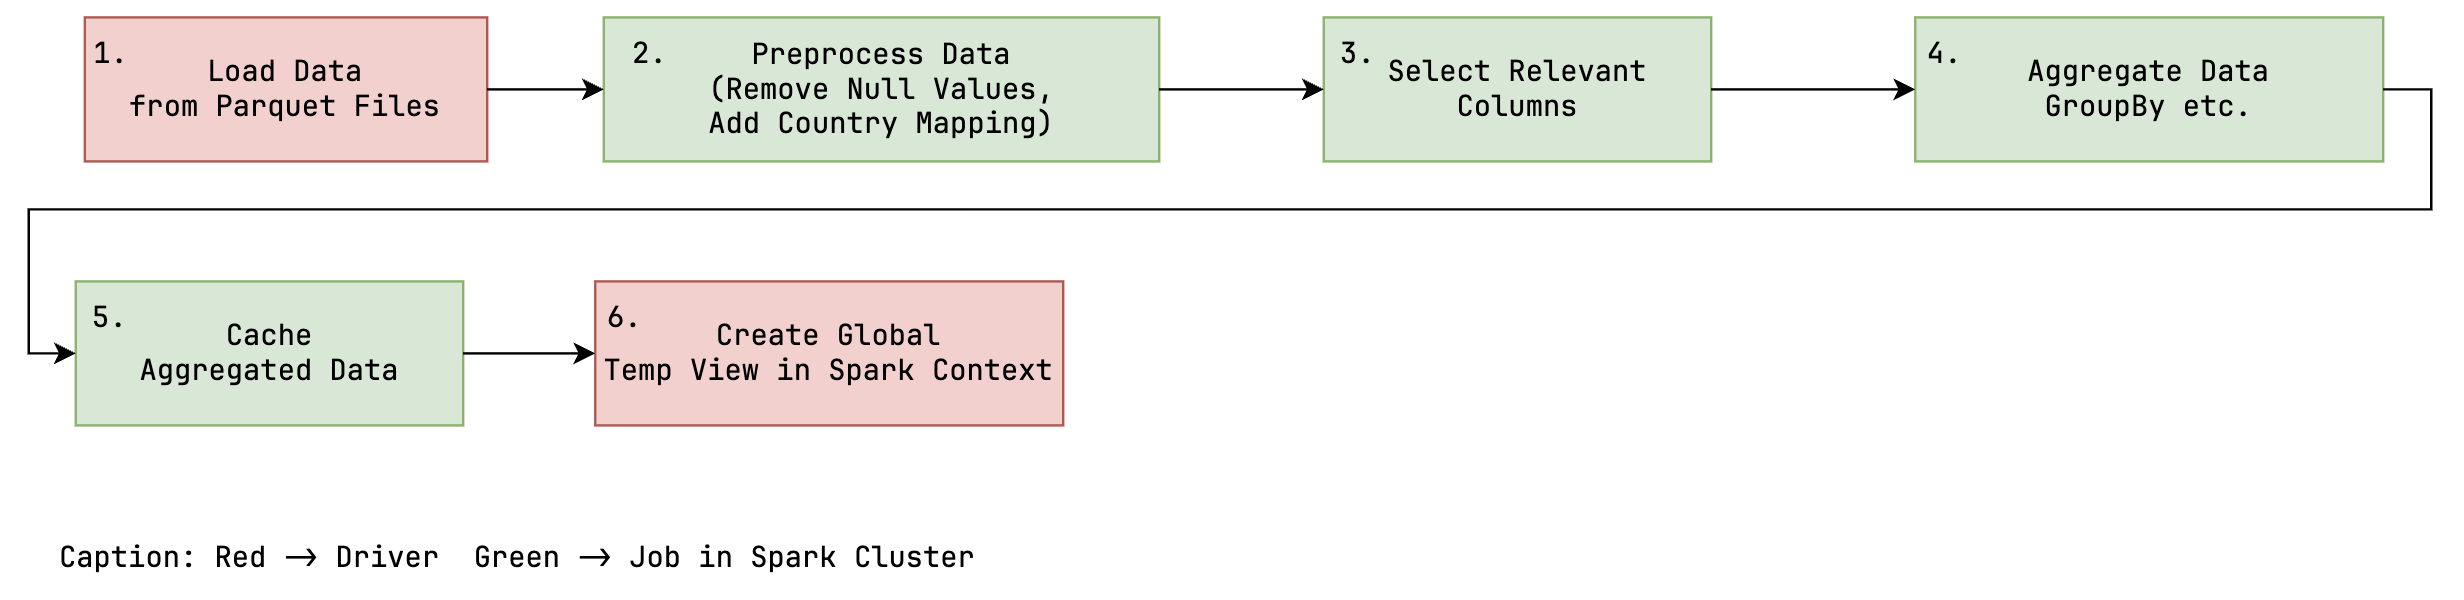 1.
Load Data
from Parquet Files
2.
Preprocess Data
(Remove Null Values,
Add Country Mapping)
3.
Select Relevant
Columns
4.
Aggregate Data
GroupBy etc.
5.
Cache
Aggregated Data
6.
Create Global
Temp View in Spark Context
Caption: Red → Driver  Green → Job in Spark Cluster